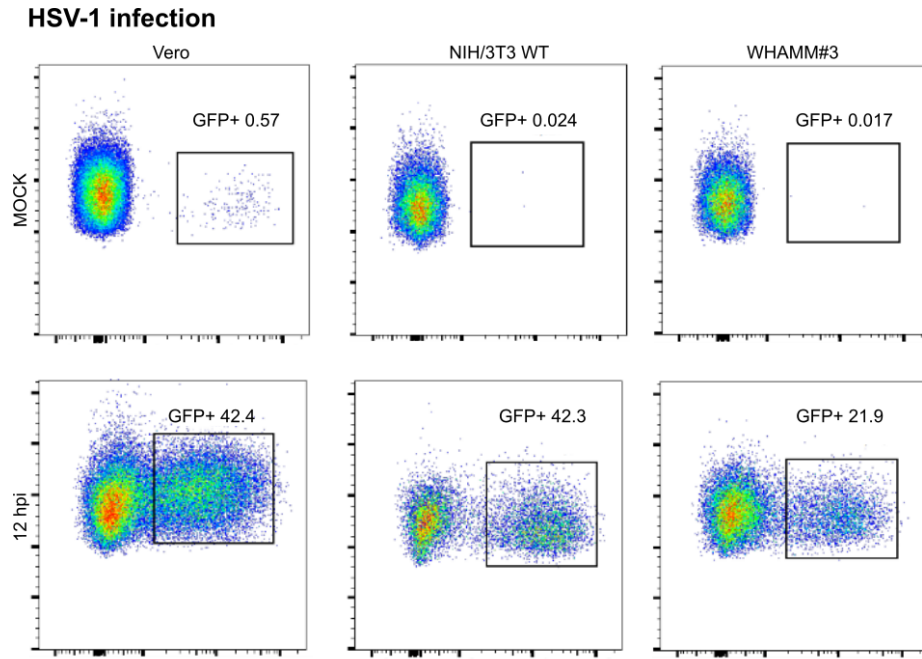 HSV-1 infection
Vero
NIH/3T3 WT
WHAMM#3
MOCK
GFP+ 0.57
GFP+ 0.024
GFP+ 0.017
12 hpi
GFP+ 42.4
GFP+ 42.3
GFP+ 21.9